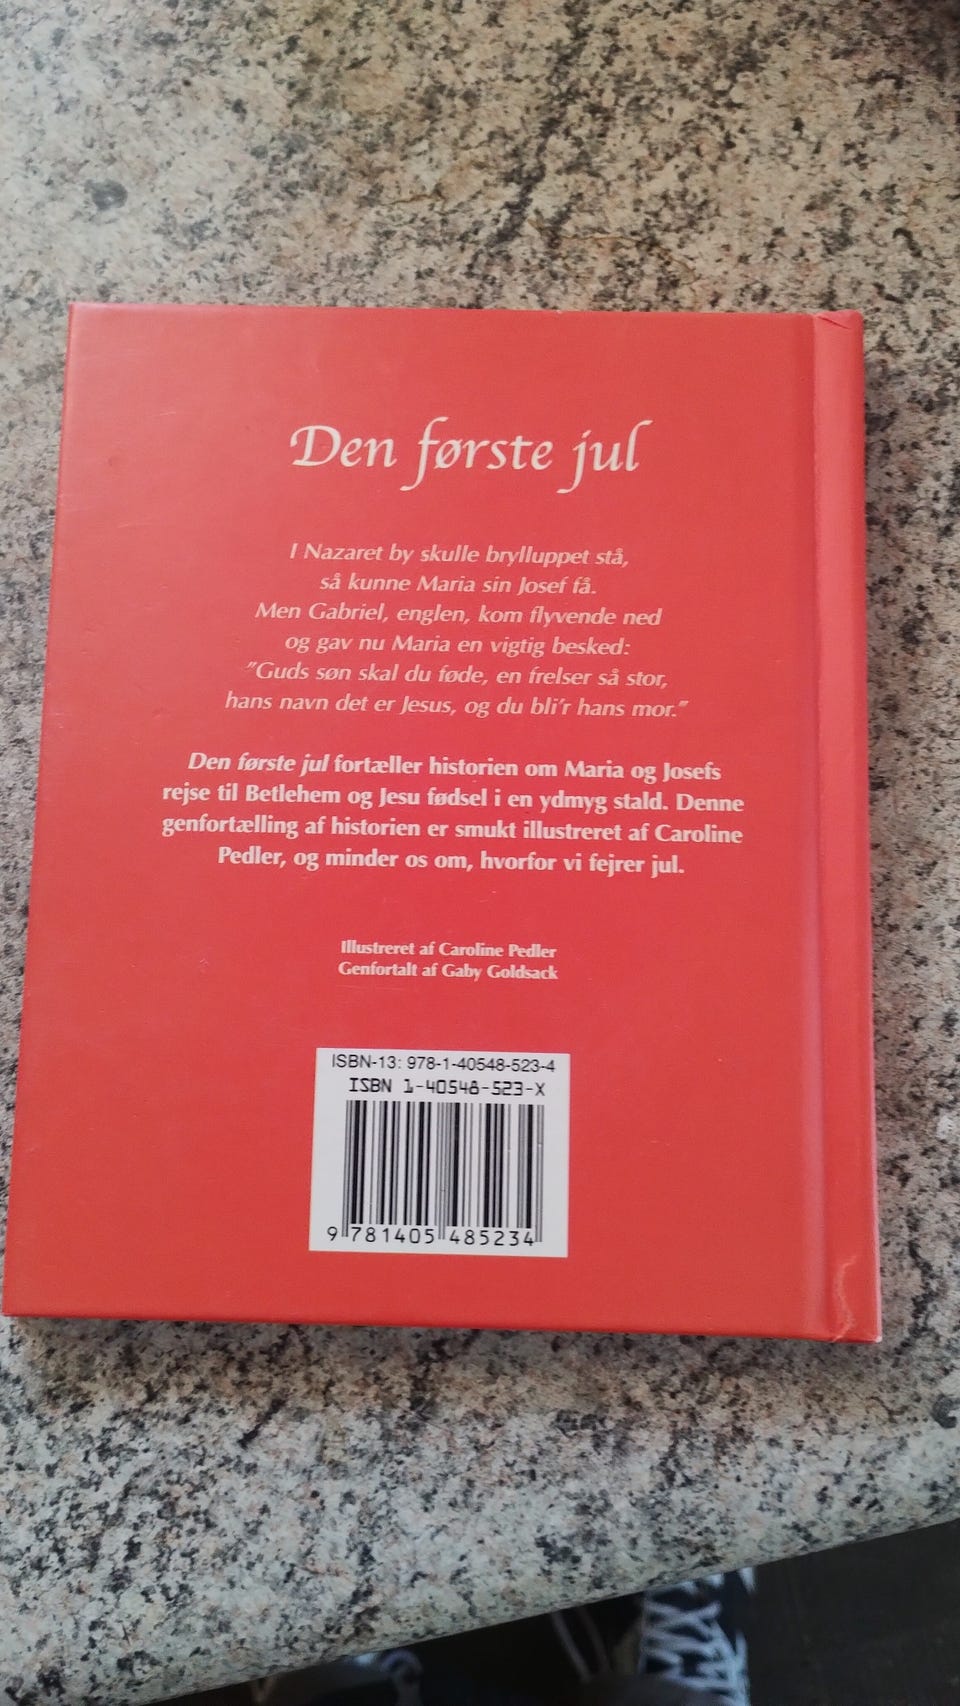 Den første jul
I Nazaret by skulle brylluppet stå,
så kunne Maria sin Josef få.
Men Gabriel, englen, kom flyvende ned
og gav nu Maria en vigtig besked:
"Guds søn skal du føde, en frelser så stor,
hans navn det er Jesus, og du bli'r hans mor."
Den første jul fortæller historien om Maria og Josefs
rejse til Betlehem og Jesu fødsel i en ydmyg stald. Denne
genfortælling af historien er smukt illustreret af Caroline
Pedler, og minder os om, hvorfor vi fejrer jul.
Illustreret af Caroline Pedler
Genfortalt af Gaby Goldsack
ISBN-13: 978-1-40548-523-4
ISBN 1-40548-523-X
9 781405 485234